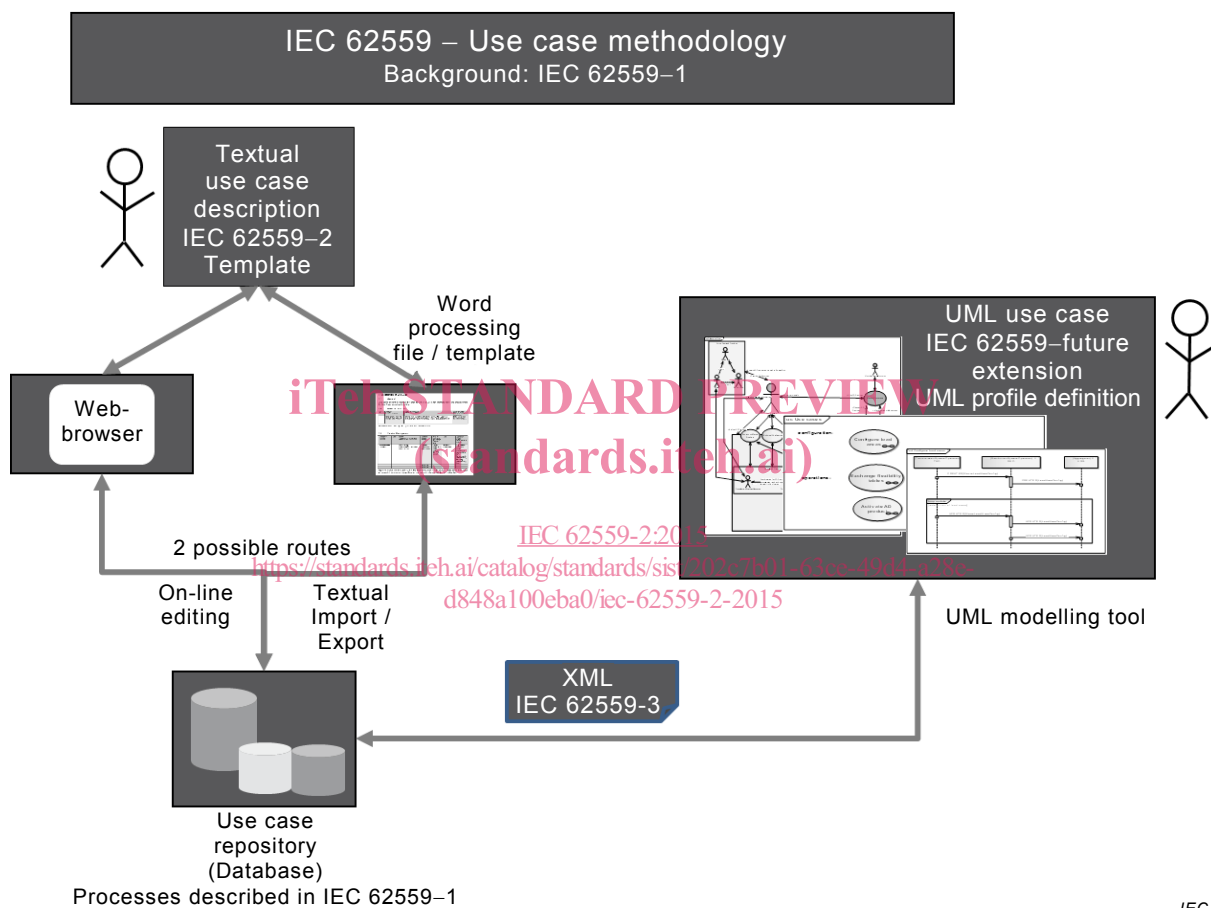 IEC 62559 – Use case methodology
Background: IEC 62559–1
Textual
use case
description
IEC 62559–2
Template
Word
processing
file / template
UML use case
IEC 62559–future
extension
UML profile definition
Web-
browser
iTeh STANDARD PREVIEW
(standards.iteh.ai)
IEC 62559-2:2015
https://standards.iteh.ai/catalog/standards/sist/202c7b01-63ce-49d4-a28e-
d848a100eba0/iec-62559-2-2015
2 possible routes
On-line
editing
Textual
Import /
Export
UML modelling tool
XML
IEC 62559-3
Use case
repository
(Database)
Processes described in IEC 62559–1
IEC